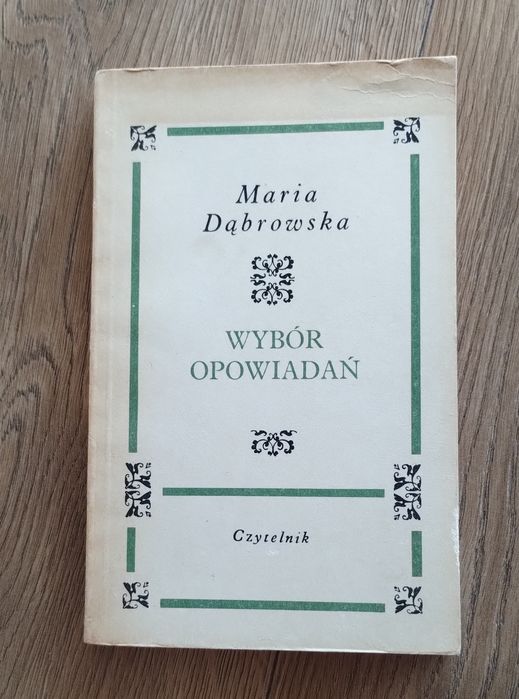 Maria
Dąbrowska
WYBÓR
OPOWIADAŃ
Czytelnik